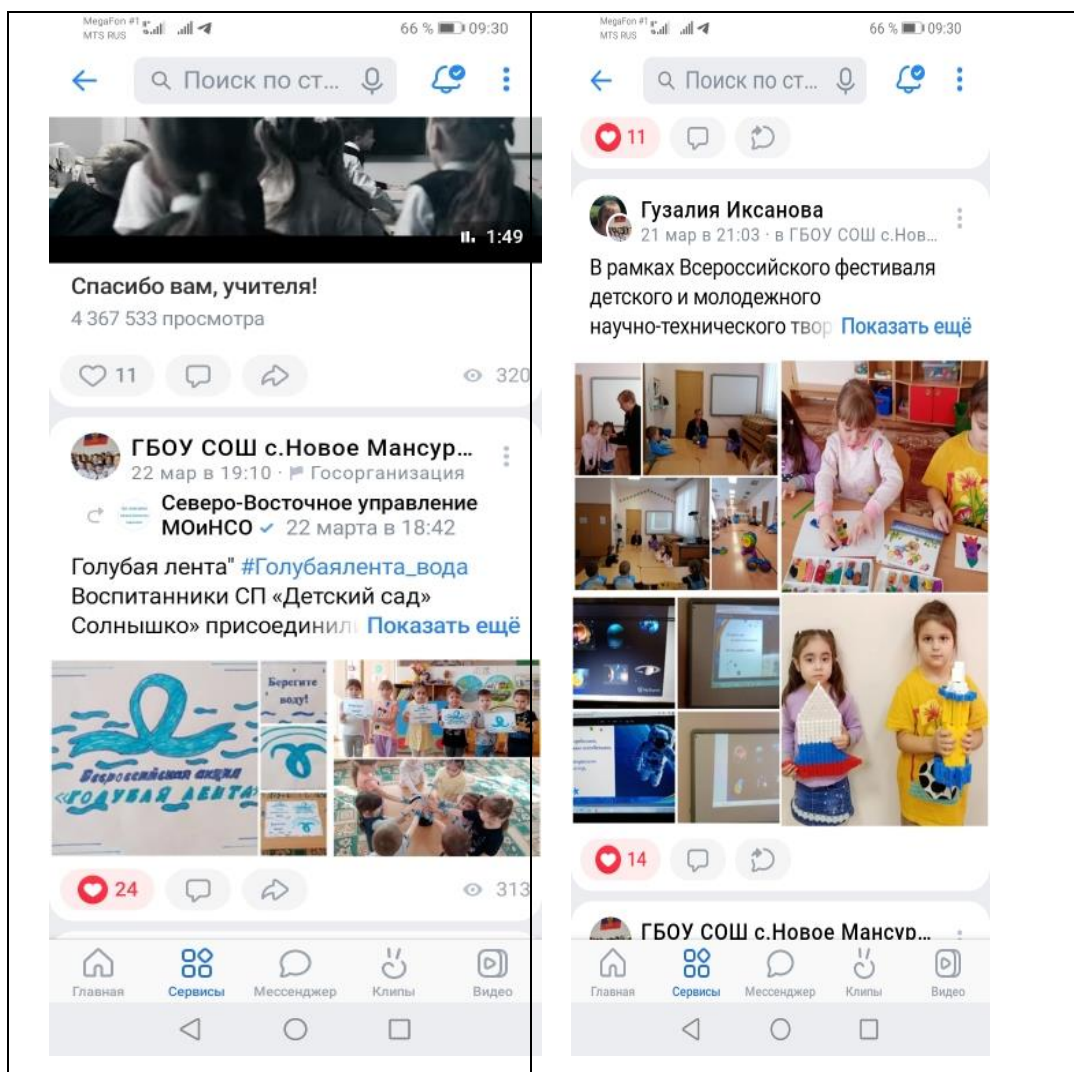 MegaFon #1
MTS RUS
66 % 09:30
Поиск по ст...
1:49
Спасибо вам, учителя!
4 367 533 просмотра
11
320
ГБОУ СОШ с.Новое Мансур...
22 мар в 19:10 · Госорганизация
Северо-Восточное управление
МОиНСО 22 марта в 18:42
Голубая лента" #Голубаялента_вода
Воспитанники СП «Детский сад»
Солнышко» присоединил Показать ещё
Берегите
воду!
Всероссийская акция
«ГОЛУБАЯ ЛЕНТА»
24
313
Главная Сервисы Мессенджер Клипы Видео
MegaFon #1
MTS RUS
66 % 09:30
Поиск по ст...
11
Гузалия Иксанова
21 мар в 21:03 · в ГБОУ СОШ с.Нов...
В рамках Всероссийского фестиваля
детского и молодежного
научно-технического твор Показать ещё
14
ГБОУ СОШ с.Новое Мансур...
Главная Сервисы Мессенджер Клипы Видео